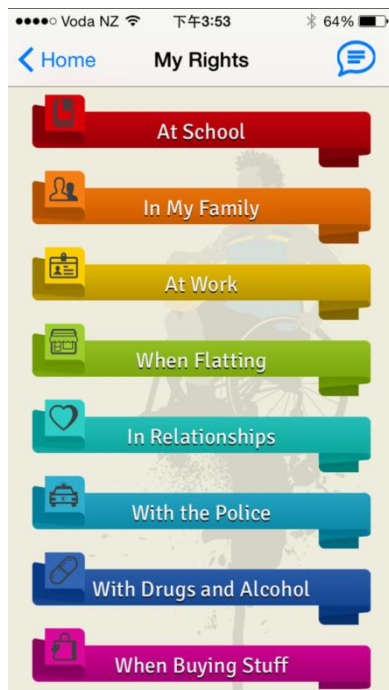 Voda NZ 下午3:53 64%
Home My Rights
At School
In My Family
At Work
When Flatting
In Relationships
With the Police
With Drugs and Alcohol
When Buying Stuff